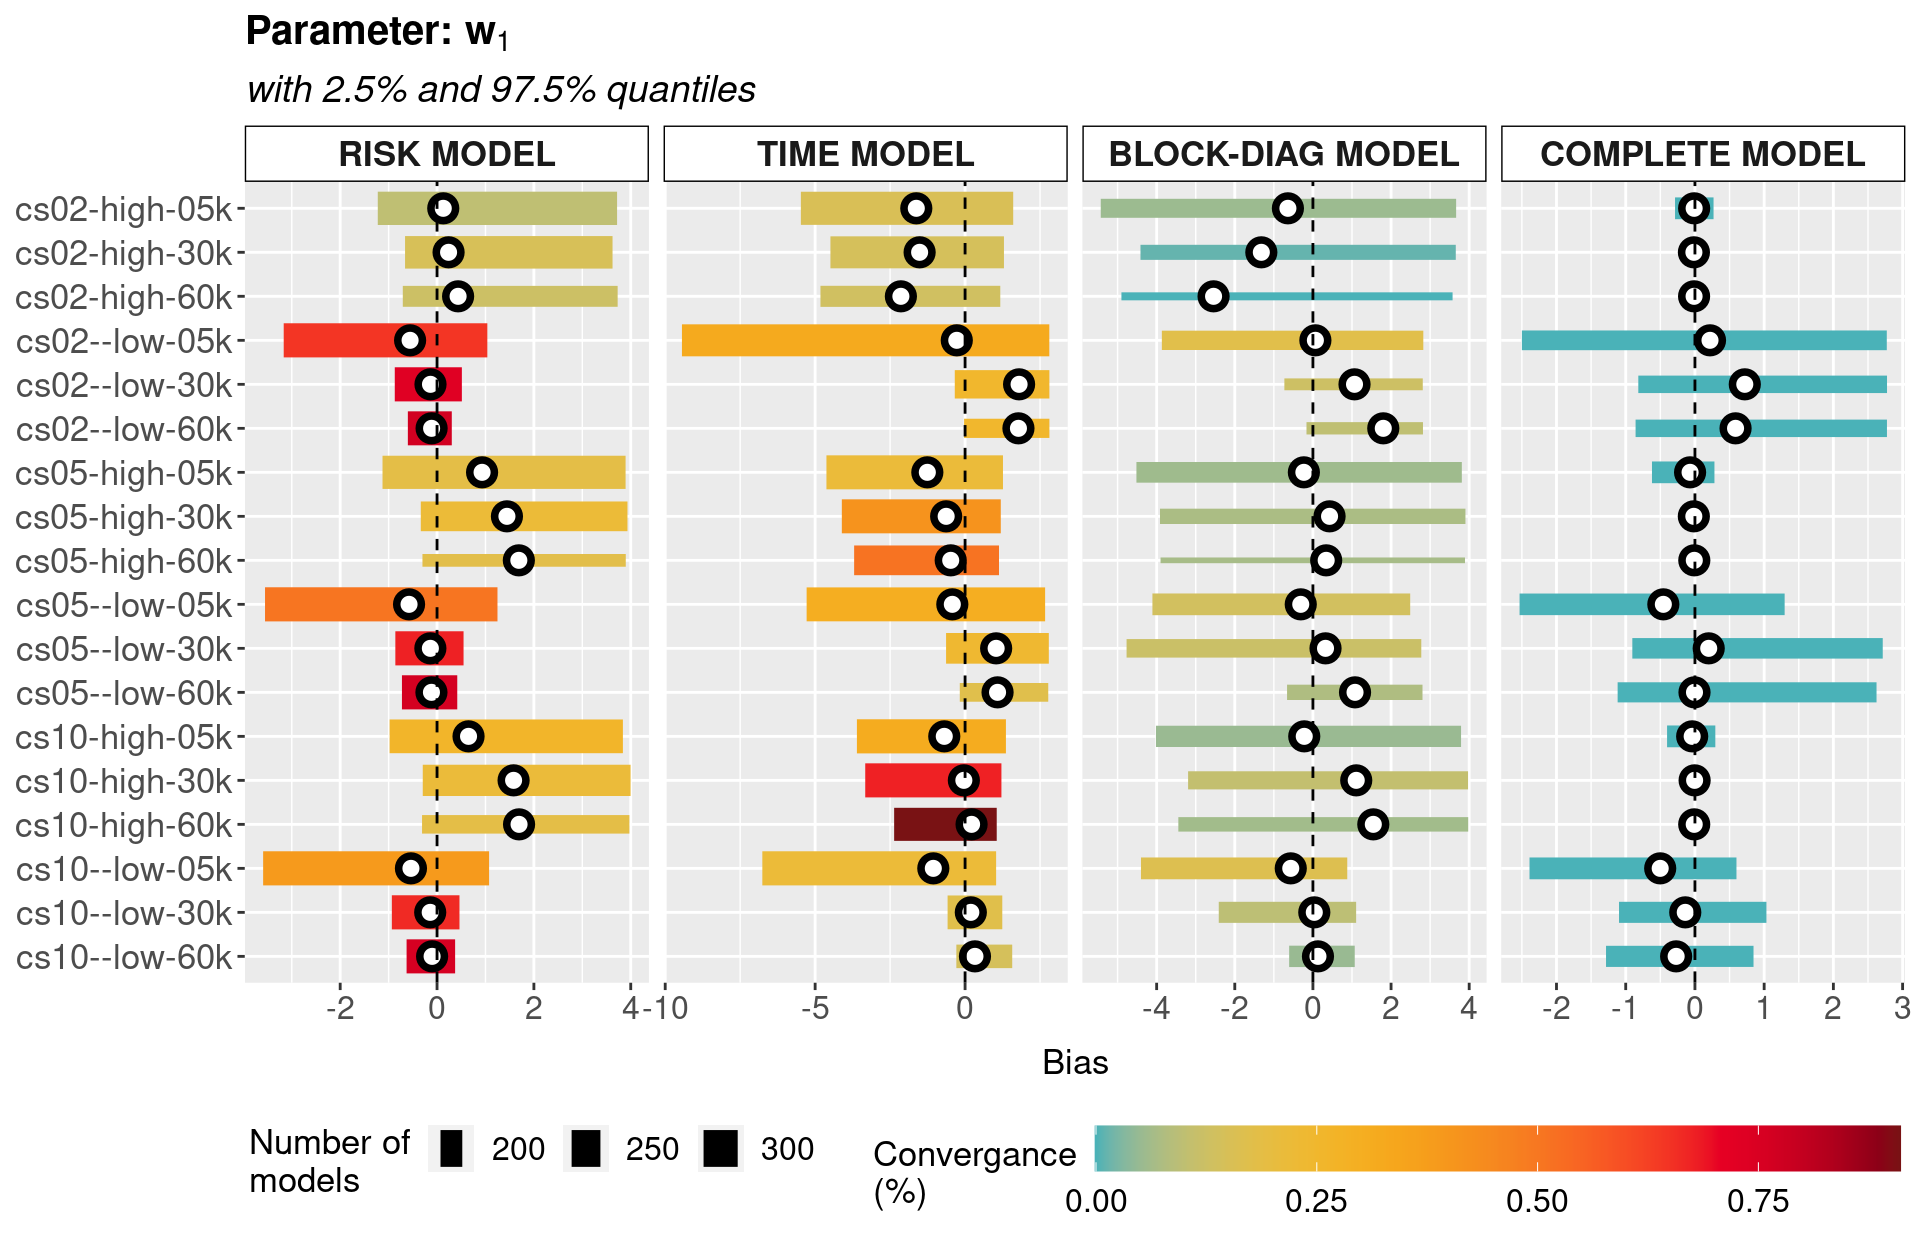 Parameter: w₁
with 2.5% and 97.5% quantiles
RISK MODEL TIME MODEL BLOCK-DIAG MODEL COMPLETE MODEL
cs02-high-05k
cs02-high-30k
cs02-high-60k
cs02--low-05k
cs02--low-30k
cs02--low-60k
cs05-high-05k
cs05-high-30k
cs05-high-60k
cs05--low-05k
cs05--low-30k
cs05--low-60k
cs10-high-05k
cs10-high-30k
cs10-high-60k
cs10--low-05k
cs10--low-30k
cs10--low-60k
-2 0 2 4 -10 -5 0 -4 -2 0 2 4 -2 -1 0 1 2 3
Bias
Number of
models
200 250 300
Convergance
(%)
0.00 0.25 0.50 0.75